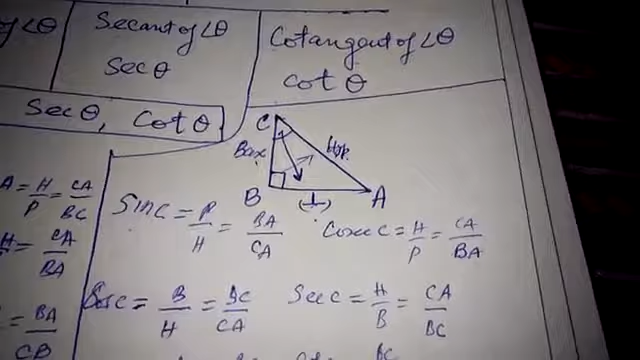 of ∠θ
Secant of ∠θ
Sec θ
Cotangent of ∠θ
cot θ
Sec θ, Cot θ
C
Hyp.
B
A
A = H/P = CA/BC
H = CA/BA
= BA/CB
Sin C = P/H = BA/CA
Cosec C = H/P = CA/BA
Cos C = B/H = BC/CA
Sec C = H/B = CA/BC
BC